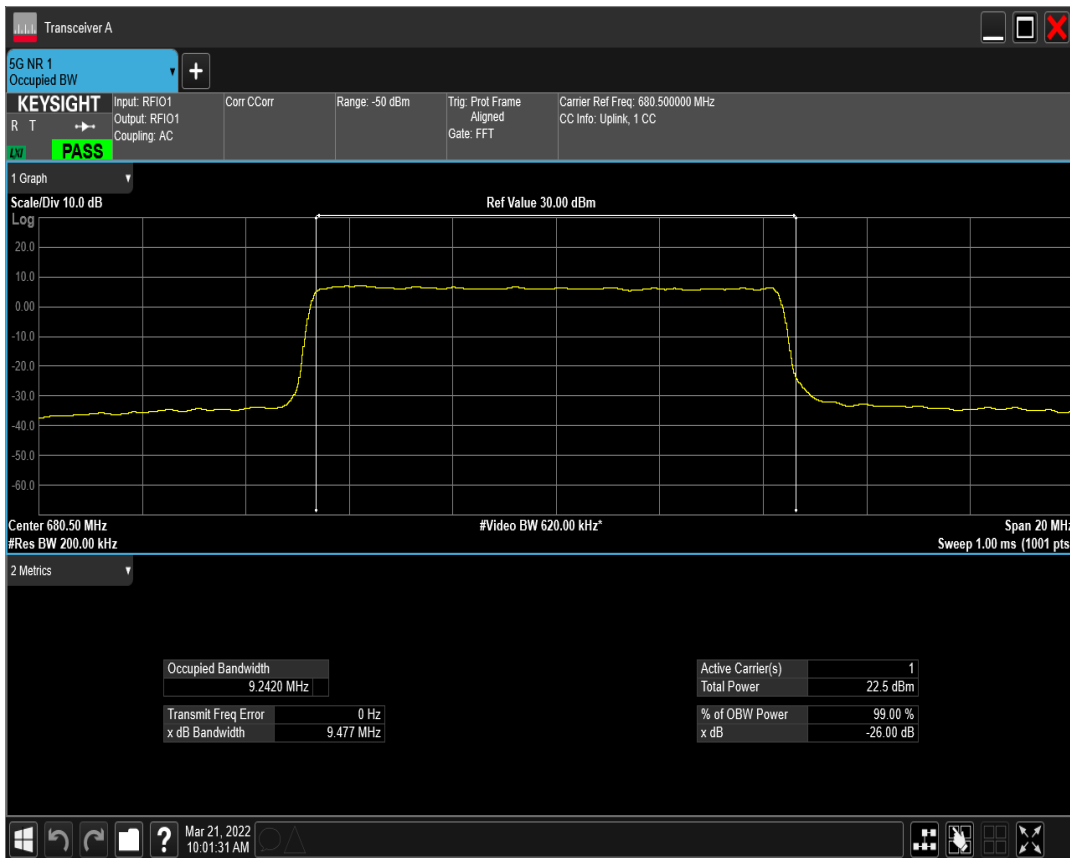 Transceiver A
5G NR 1
Occupied BW
KEYSIGHT
R T
LXI
PASS
Input: RFIO1
Output: RFIO1
Coupling: AC
Corr CCorr
Range: -50 dBm
Trig: Prot Frame
Aligned
Gate: FFT
Carrier Ref Freq: 680.500000 MHz
CC Info: Uplink, 1 CC
1 Graph
Scale/Div 10.0 dB
Ref Value 30.00 dBm
Log
20.0
10.0
0.00
-10.0
-20.0
-30.0
-40.0
-50.0
-60.0
Center 680.50 MHz
#Video BW 620.00 kHz*
Span 20 MHz
#Res BW 200.00 kHz
Sweep 1.00 ms (1001 pts
2 Metrics
Occupied Bandwidth
9.2420 MHz
Transmit Freq Error 0 Hz
x dB Bandwidth 9.477 MHz
Active Carrier(s) 1
Total Power 22.5 dBm
% of OBW Power 99.00 %
x dB -26.00 dB
Mar 21, 2022
10:01:31 AM